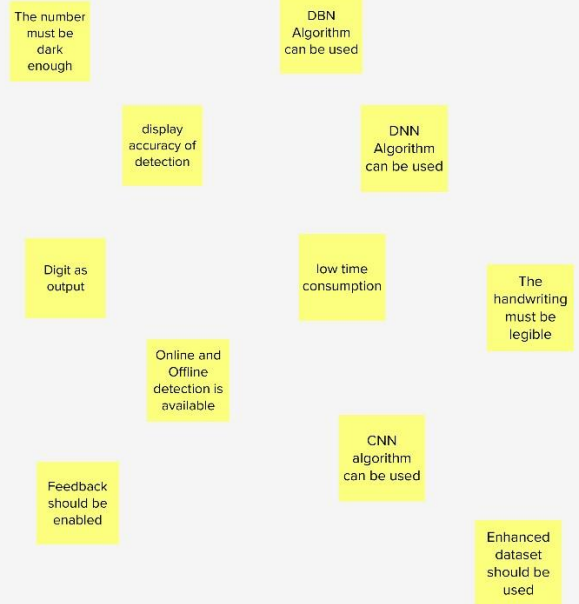 The number
must be
dark
enough
DBN
Algorithm
can be used
display
accuracy of
detection
DNN
Algorithm
can be used
Digit as
output
low time
consumption
The
handwriting
must be
legible
Online and
Offline
detection is
available
CNN
algorithm
can be used
Feedback
should be
enabled
Enhanced
dataset
should be
used